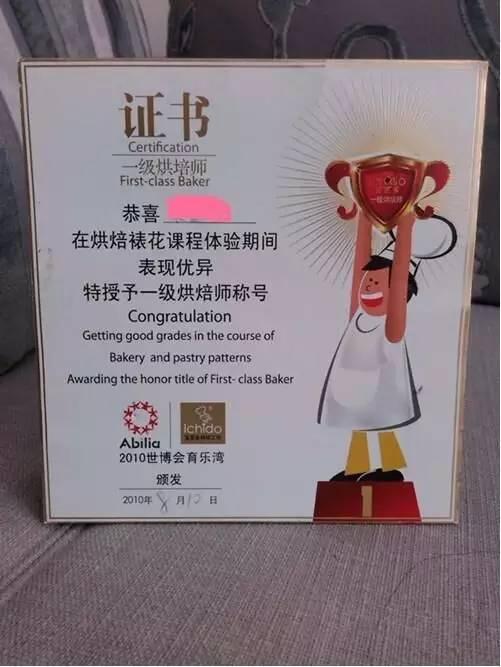 证书
Certification
一级烘培师
First-class Baker
恭喜
在烘焙裱花课程体验期间
表现优异
特授予一级烘焙师称号
Congratulation
Getting good grades in the course of
Bakery and pastry patterns
Awarding the honor title of First- class Baker
Abilia
Ichido
2010世博会育乐湾
颁发
2010年 8 月 12 日
一级烘焙师
1